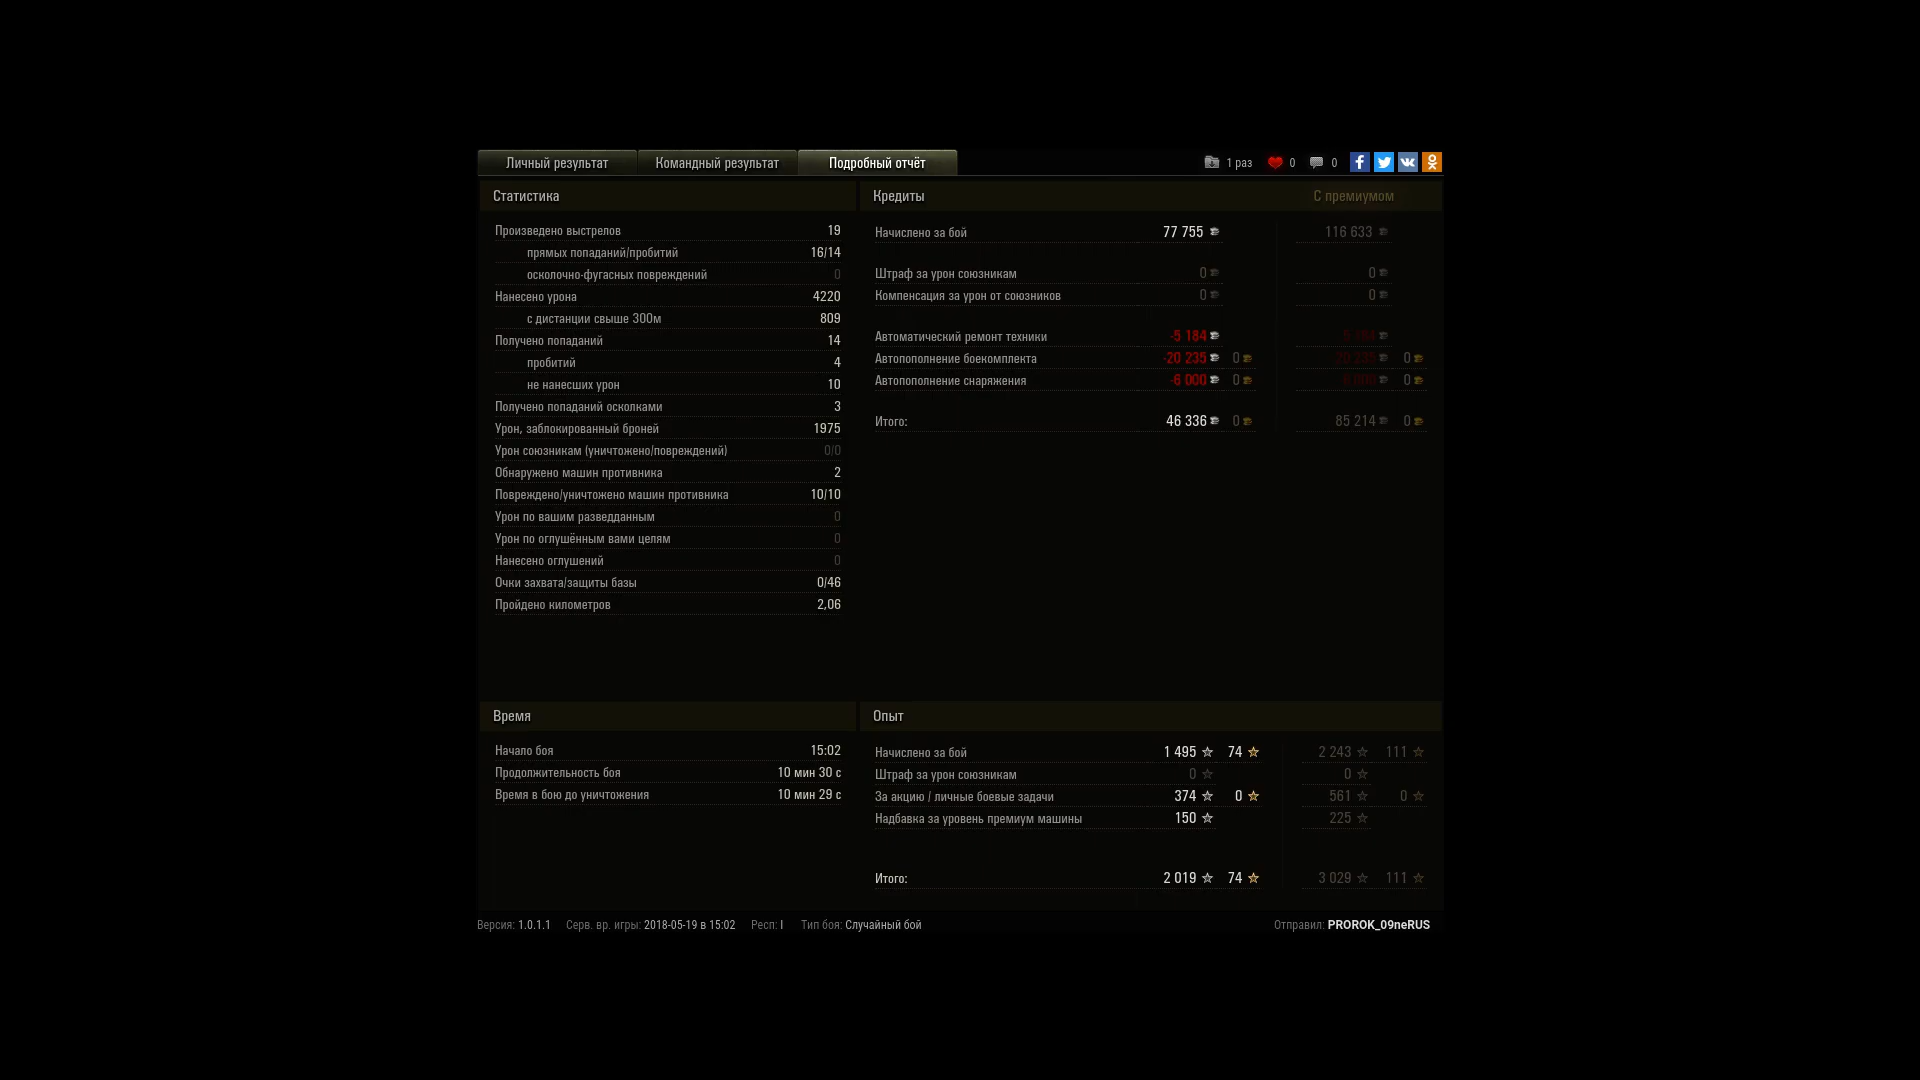 Личный результат Командный результат Подробный отчёт 1 раз 0 0
Статистика
Произведено выстрелов 19
прямых попаданий/пробитий 16/14
осколочно-фугасных повреждений 0
Нанесено урона 4220
с дистанции свыше 300м 809
Получено попаданий 14
пробитий 4
не нанесших урон 10
Получено попаданий осколками 3
Урон, заблокированный броней 1975
Урон союзникам (уничтожено/повреждений) 0/0
Обнаружено машин противника 2
Повреждено/уничтожено машин противника 10/10
Урон по вашим разведданным 0
Урон по оглушённым вами целям 0
Нанесено оглушений 0
Очки захвата/защиты базы 0/46
Пройдено километров 2,06
Кредиты С премиумом
Начислено за бой 77 755 116 633
Штраф за урон союзникам 0 0
Компенсация за урон от союзников 0 0
Автоматический ремонт техники -5 184 -5 184
Автопополнение боекомплекта -20 235 0 -20 235 0
Автопополнение снаряжения -6 000 0 -6 000 0
Итого: 46 336 0 85 214 0
Время
Начало боя 15:02
Продолжительность боя 10 мин 30 с
Время в бою до уничтожения 10 мин 29 с
Опыт
Начислено за бой 1 495 74 2 243 111
Штраф за урон союзникам 0 0
За акцию / личные боевые задачи 374 0 561 0
Надбавка за уровень премиум машины 150 225
Итого: 2 019 74 3 029 111
Версия: 1.0.1.1 Серв. вр. игры: 2018-05-19 в 15:02 Респ: I Тип боя: Случайный бой Отправил: PROROK_09neRUS